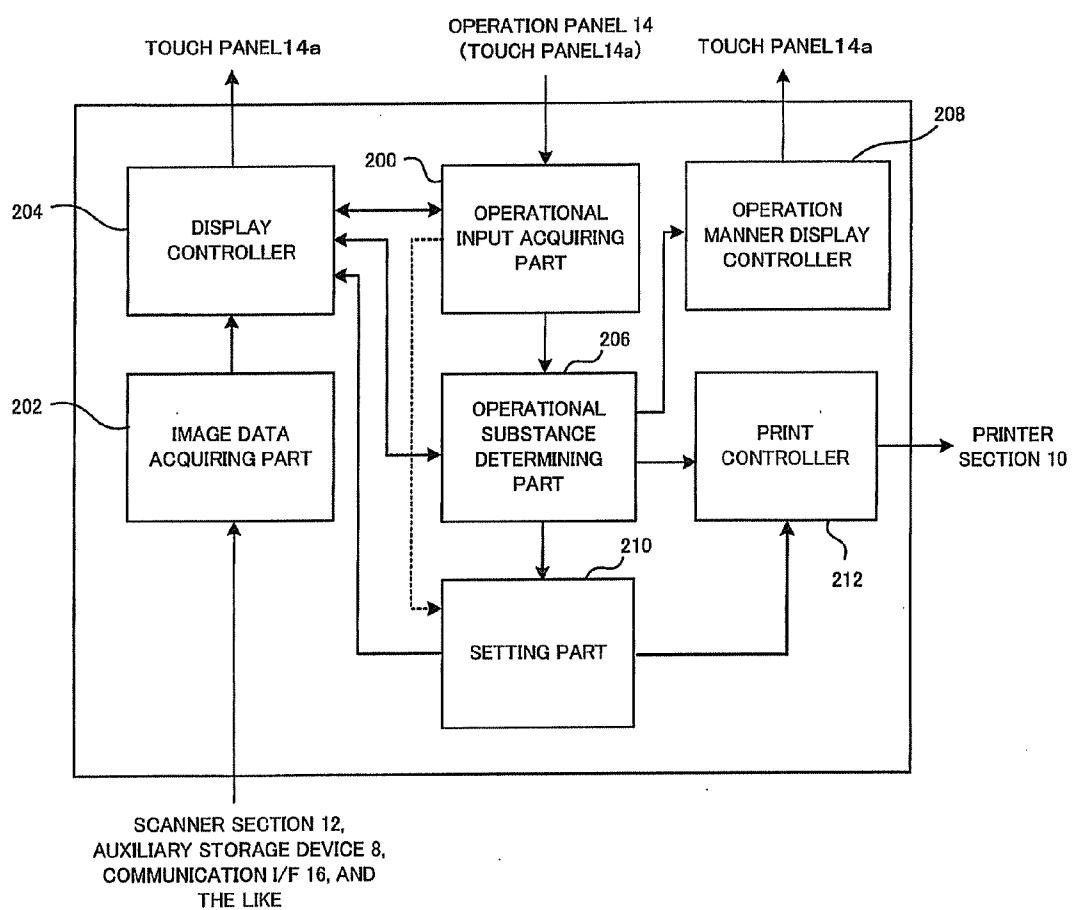 TOUCH PANEL14a
OPERATION PANEL 14
(TOUCH PANEL14a)
TOUCH PANEL14a
208
200
204
DISPLAY
CONTROLLER
OPERATIONAL
INPUT ACQUIRING
PART
OPERATION
MANNER DISPLAY
CONTROLLER
206
202
IMAGE DATA
ACQUIRING PART
OPERATIONAL
SUBSTANCE
DETERMINING
PART
PRINT
CONTROLLER
PRINTER
SECTION 10
210
212
SETTING PART
SCANNER SECTION 12,
AUXILIARY STORAGE DEVICE 8,
COMMUNICATION I/F 16, AND
THE LIKE